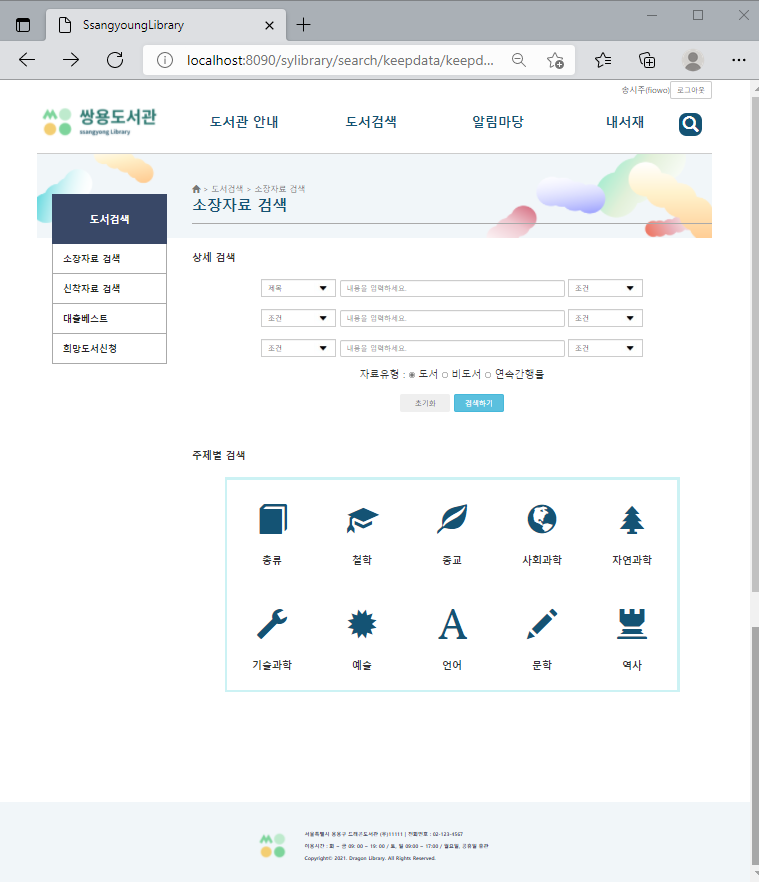 SsangyoungLibrary
localhost:8090/sylibrary/search/keepdata/keepd...
송시주(fiowo) 로그아웃
쌍용도서관
ssangyong Library
도서관 안내 도서검색 알림마당 내서재
> 도서검색 > 소장자료 검색
소장자료 검색
도서검색
소장자료 검색
신착자료 검색
대출베스트
희망도서신청
상세 검색
제목 내용을 입력하세요. 조건
조건 내용을 입력하세요. 조건
조건 내용을 입력하세요. 조건
자료유형 : 도서 비도서 연속간행물
초기화 검색하기
주제별 검색
총류 철학 종교 사회과학 자연과학
기술과학 예술 언어 문학 역사
서울특별시 용용구 드래곤도서관 (우)11111 | 전화번호 : 02-123-4567
이용시간 : 화 ~ 금 09: 00 ~ 19: 00 / 토, 일 09:00 ~ 17:00 / 월요일, 공휴일 휴관
Copyright© 2021. Dragon Library. All Rights Reserved.